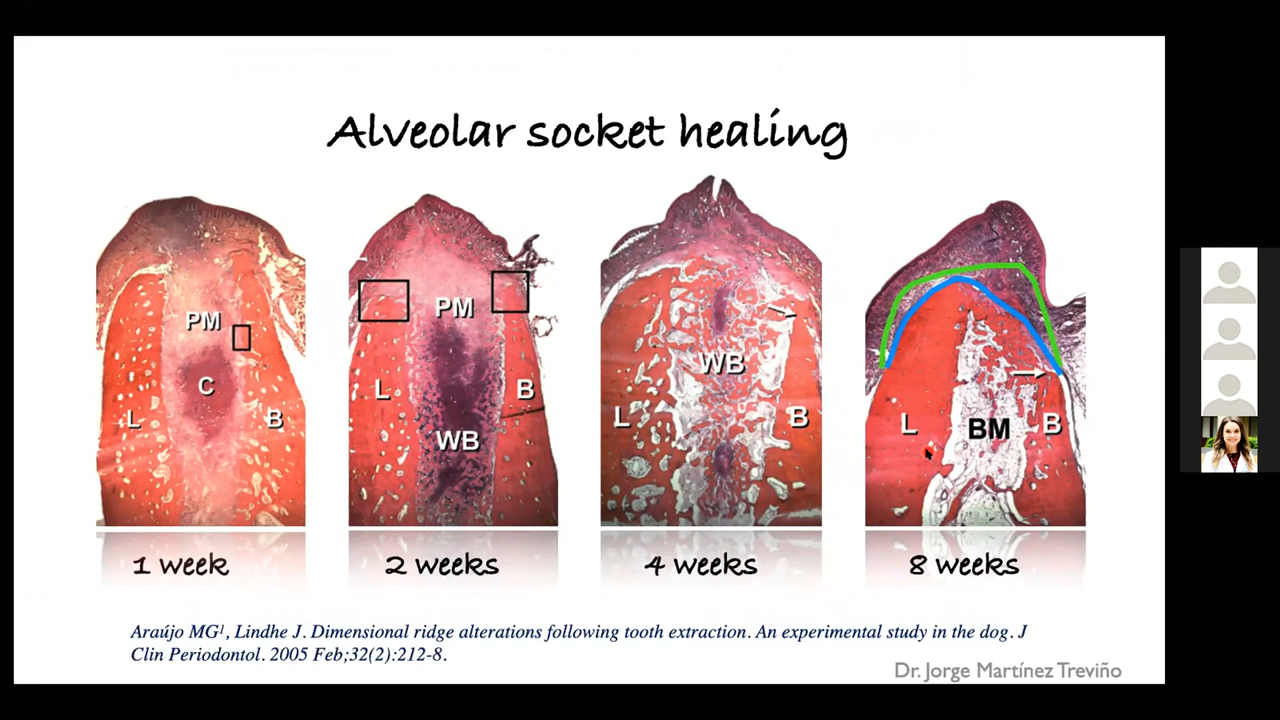 Alveolar socket healing
PM
C
L
B
PM
L
B
WB
WB
L
B
L
BM
B
1 week
2 weeks
4 weeks
8 weeks
Araújo MG¹, Lindhe J. Dimensional ridge alterations following tooth extraction. An experimental study in the dog. J
Clin Periodontol. 2005 Feb;32(2):212-8.
Dr. Jorge Martínez Treviño